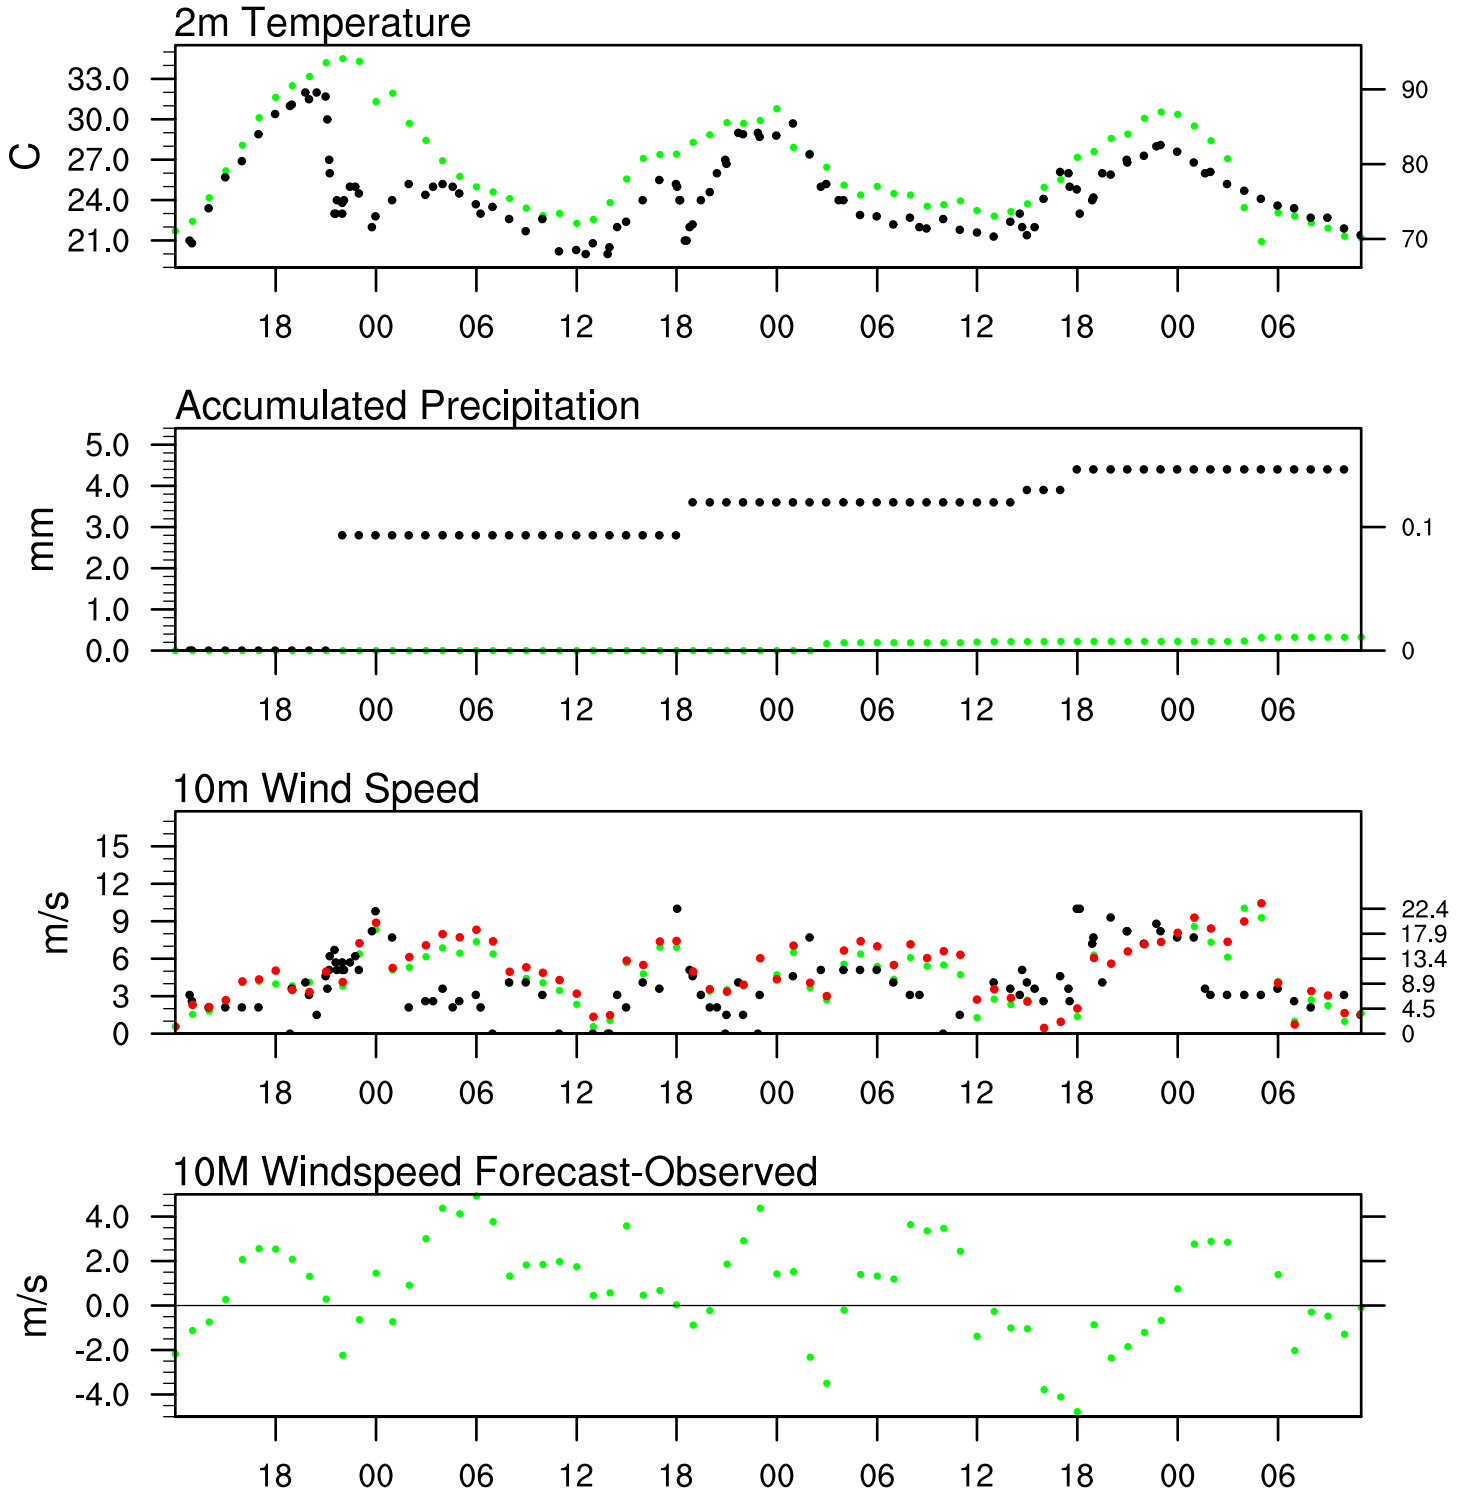 2m Temperature
C
33.0
30.0
27.0
24.0
21.0
90
80
70
18 00 06 12 18 00 06 12 18 00 06
Accumulated Precipitation
mm
5.0
4.0
3.0
2.0
1.0
0.0
0.1
0
18 00 06 12 18 00 06 12 18 00 06
10m Wind Speed
m/s
15
12
9
6
3
0
22.4
17.9
13.4
8.9
4.5
0
18 00 06 12 18 00 06 12 18 00 06
10M Windspeed Forecast-Observed
m/s
4.0
2.0
0.0
-2.0
-4.0
18 00 06 12 18 00 06 12 18 00 06